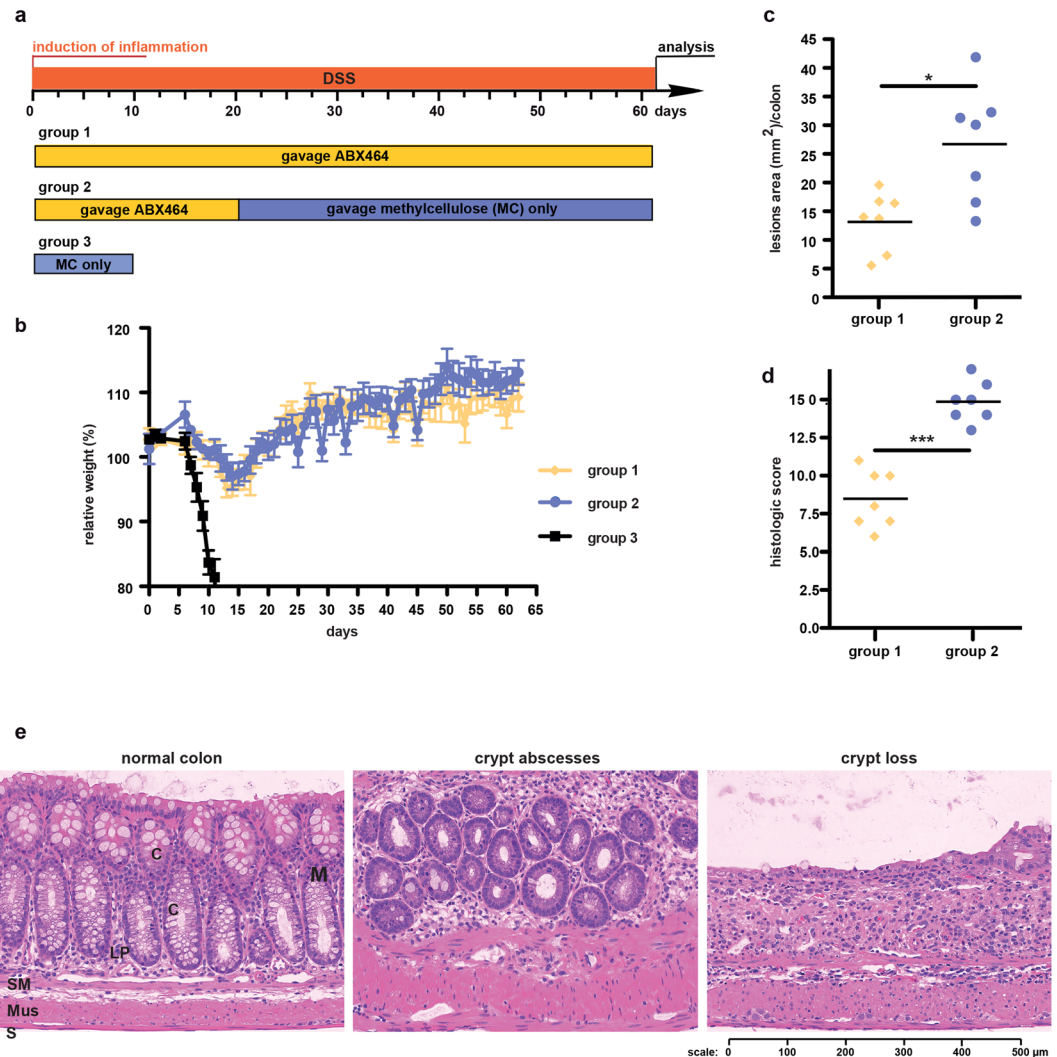 a
induction of inflammation
analysis
DSS
0 10 20 30 40 50 60 days
group 1
gavage ABX464
group 2
gavage ABX464 gavage methylcellulose (MC) only
group 3
MC only
b
120
110
100
90
80
relative weight (%)
0 5 10 15 20 25 30 35 40 45 50 55 60 65
days
group 1
group 2
group 3
c
45
40
35
30
25
20
15
10
5
0
lesions area (mm2)/colon
*
group 1 group 2
d
15.0
12.5
10.0
7.5
5.0
2.5
0.0
histologic score
***
group 1 group 2
e
normal colon crypt abscesses crypt loss
C
M
C
LP
SM
Mus
S
scale: 0 100 200 300 400 500 µm